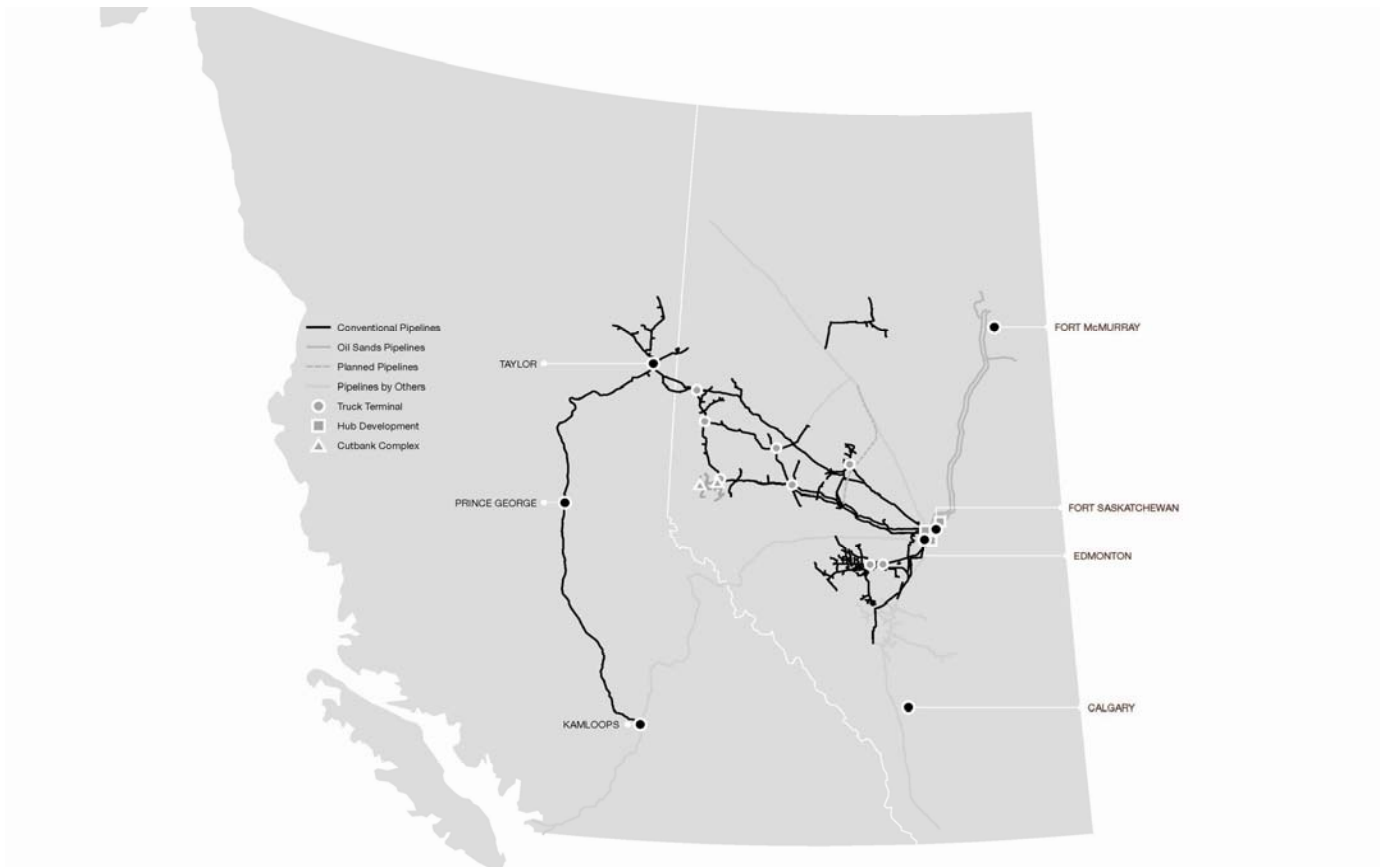 Conventional Pipelines
Oil Sands Pipelines
Planned Pipelines
Pipelines by Others
Truck Terminal
Hub Development
Cutbank Complex
TAYLOR
PRINCE GEORGE
KAMLOOPS
FORT McMURRAY
FORT SASKATCHEWAN
EDMONTON
CALGARY